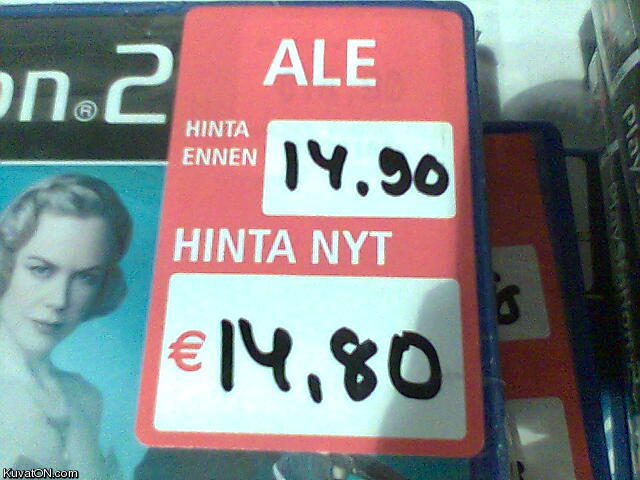 on®2
ALE
HINTA
ENNEN
14.90
HINTA NYT
€14,80
KuvatON.com